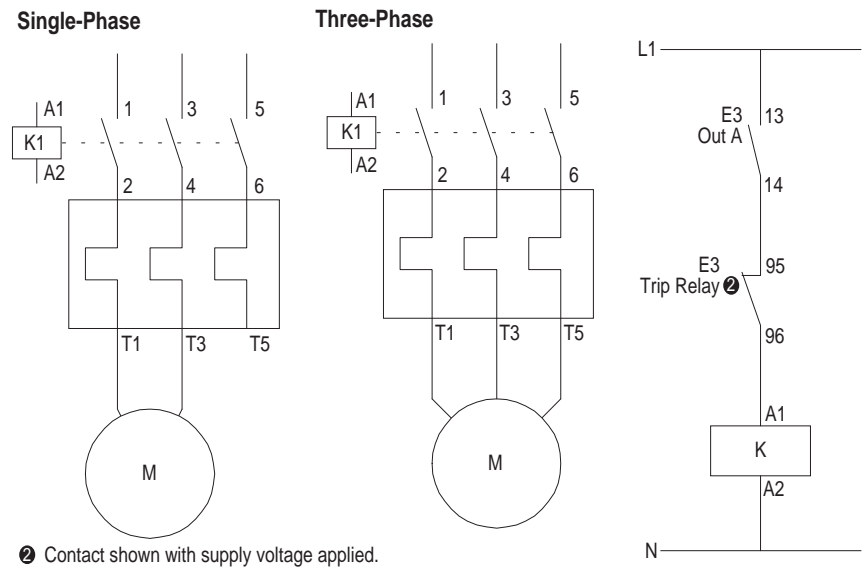 Single-Phase
A1
K1
A2
1
3
5
2
4
6
T1
T3
T5
M
Three-Phase
A1
K1
A2
1
3
5
2
4
6
T1
T3
T5
M
L1
E3
Out A
13
14
E3
Trip Relay ❷
95
96
A1
K
A2
N
❷ Contact shown with supply voltage applied.